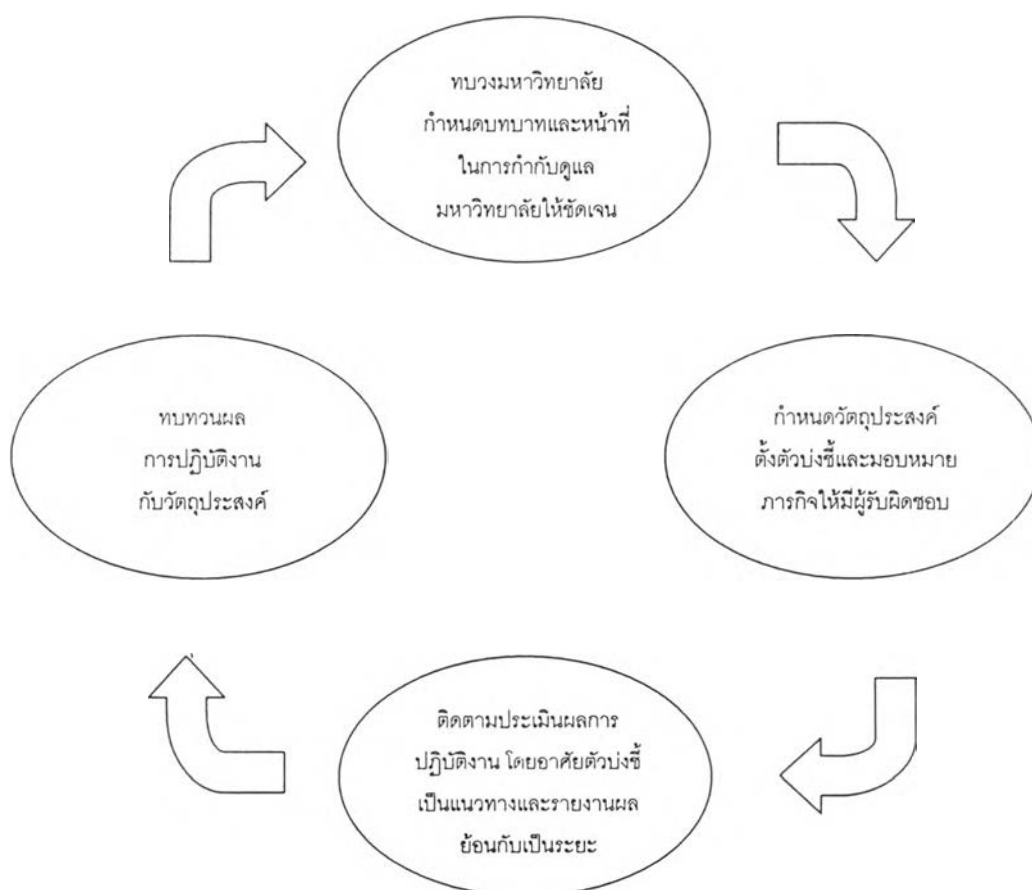 ทบวงมหาวิทยาลัย
กำหนดบทบาทและหน้าที่
ในการกำกับดูแล
มหาวิทยาลัยให้ชัดเจน
กำหนดวัตถุประสงค์
ตั้งตัวบ่งชี้และมอบหมาย
ภารกิจให้มีผู้รับผิดชอบ
ติดตามประเมินผลการ
ปฏิบัติงาน โดยอาศัยตัวบ่งชี้
เป็นแนวทางและรายงานผล
ย้อนกับเป็นระยะ
ทบทวนผล
การปฏิบัติงาน
กับวัตถุประสงค์